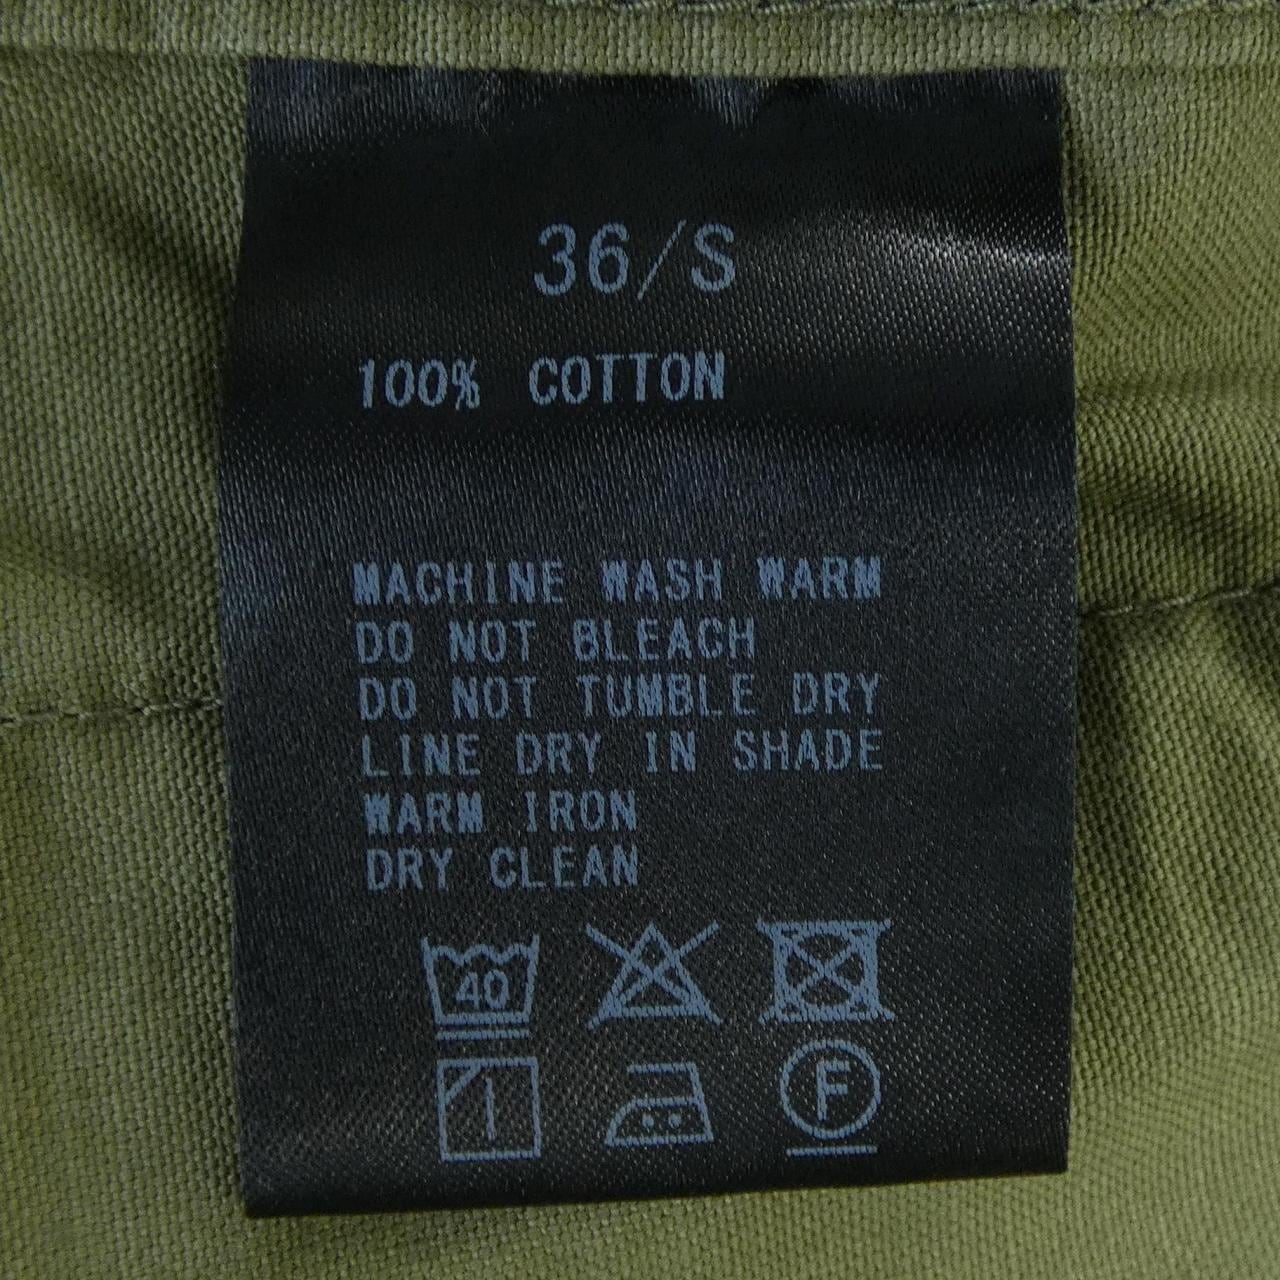 36/S
100% COTTON
MACHINE WASH WARM
DO NOT BLEACH
DO NOT TUMBLE DRY
LINE DRY IN SHADE
WARM IRON
DRY CLEAN
40
F